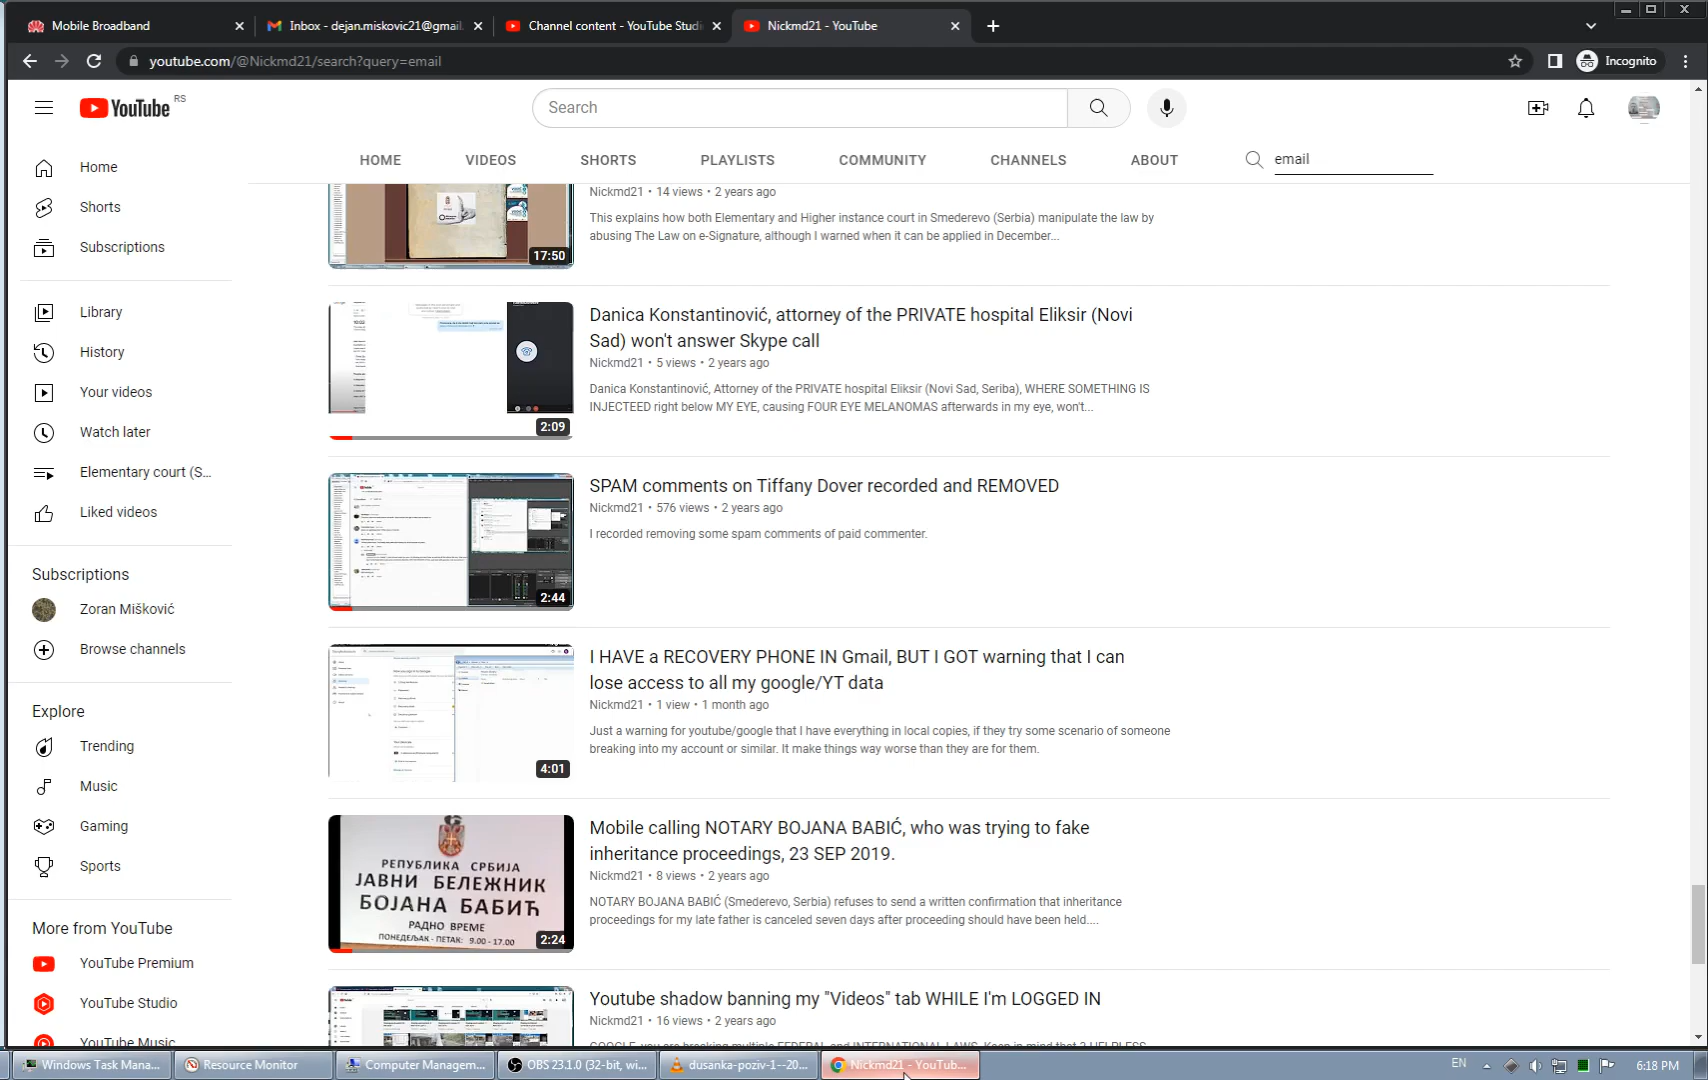 Mobile Broadband
Inbox - dejan.miskovic21@gmail.
Channel content - YouTube Studi
Nickmd21 - YouTube
youtube.com/@Nickmd21/search?query=email
Incognito
YouTube RS
Search
HOME VIDEOS SHORTS PLAYLISTS COMMUNITY CHANNELS ABOUT email
Home
Shorts
Subscriptions
Library
History
Your videos
Watch later
Elementary court (S...
Liked videos
Subscriptions
Zoran Mišković
Browse channels
Explore
Trending
Music
Gaming
Sports
More from YouTube
YouTube Premium
YouTube Studio
YouTube Music
17:50
Nickmd21 • 14 views • 2 years ago
This explains how both Elementary and Higher instance court in Smederevo (Serbia) manipulate the law by
abusing The Law on e-Signature, although I warned when it can be applied in December...
2:09
Danica Konstantinović, attorney of the PRIVATE hospital Eliksir (Novi
Sad) won't answer Skype call
Nickmd21 • 5 views • 2 years ago
Danica Konstantinović, Attorney of the PRIVATE hospital Eliksir (Novi Sad, Seriba), WHERE SOMETHING IS
INJECTEED right below MY EYE, causing FOUR EYE MELANOMAS afterwards in my eye, won't...
2:44
SPAM comments on Tiffany Dover recorded and REMOVED
Nickmd21 • 576 views • 2 years ago
I recorded removing some spam comments of paid commenter.
4:01
I HAVE a RECOVERY PHONE IN Gmail, BUT I GOT warning that I can
lose access to all my google/YT data
Nickmd21 • 1 view • 1 month ago
Just a warning for youtube/google that I have everything in local copies, if they try some scenario of someone
breaking into my account or similar. It make things way worse than they are for them.
РЕПУБЛИКА СРБИЈА
ЈАВНИ БЕЛЕЖНИК
БОЈАНА БАБИЋ
РАДНО ВРЕМЕ
ПОНЕДЕЉАК - ПЕТАК: 9.00 - 17.00
2:24
Mobile calling NOTARY BOJANA BABIĆ, who was trying to fake
inheritance proceedings, 23 SEP 2019.
Nickmd21 • 8 views • 2 years ago
NOTARY BOJANA BABIĆ (Smederevo, Serbia) refuses to send a written confirmation that inheritance
proceedings for my late father is canceled seven days after proceeding should have been held....
Youtube shadow banning my "Videos" tab WHILE I'm LOGGED IN
Nickmd21 • 16 views • 2 years ago
GOOGLE, you are breaking multiple FEDERAL and INTERNATIONAL LAWS. Keep in mind that 3 HELPLESS
Windows Task Mana...
Resource Monitor
Computer Managem...
OBS 23.1.0 (32-bit, wi...
dusanka-poziv-1--20...
Nickmd21 - YouTub...
EN
6:18 PM